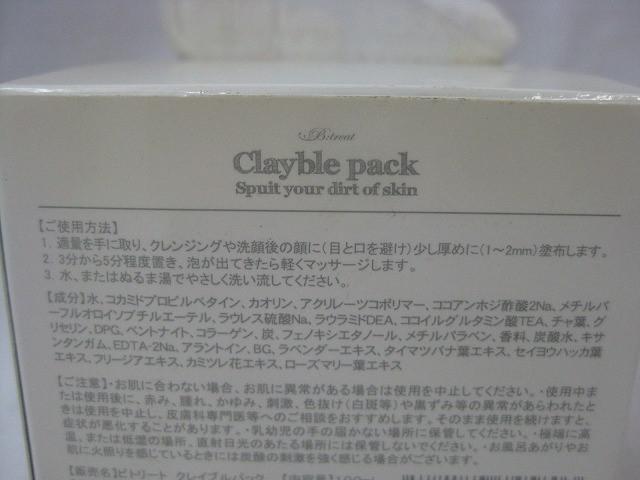 B:treat
Clayble pack
Spuit your dirt of skin
【ご使用方法】
1. 適量を手に取り、クレンジングや洗顔後の顔に(目と口を避け)少し厚めに(1～2mm)塗布します。
2. 3分から5分程度置き、泡が出てきたら軽くマッサージします。
3. 水、またはぬるま湯でやさしく洗い流してください。
【成分】水、コカミドプロピルベタイン、カオリン、アクリレーツコポリマー、ココアンホジ酢酸2Na、メチルパ
ーフルオロイソブチルエーテル、ラウレス硫酸Na、ラウラミドDEA、ココイルグルタミン酸TEA、チャ葉、グ
リセリン、DPG、ベントナイト、コラーゲン、炭、フェノキシエタノール、メチルパラベン、香料、炭酸水、キサ
ンタンガム、EDTA-2Na、アラントイン、BG、ラベンダーエキス、タイマツバナ葉エキス、セイヨウハッカ葉
エキス、フリージアエキス、カミツレ花エキス、ローズマリー葉エキス
【ご注意】・お肌に合わない場合、お肌に異常がある場合は使用を中止してください。・使用中ま
たは使用後に、赤み、腫れ、かゆみ、刺激、色抜け(白斑等)や黒ずみ等の異常があらわれたと
きは使用を中止し、皮膚科専門医等へのご相談をおすすめします。そのまま使用を続けますと、
症状が悪化することがあります。・乳幼児の手の届かない場所に保管してください。・極端に高
温、または低温の場所、直射日光のあたる場所には保管しないでください。・お風呂あがりやお
肌に火照りを感じているときには炭酸の刺激を強く感じる場合がございます。
【販売名】ビトリート クレイブルパック 【内容量】100